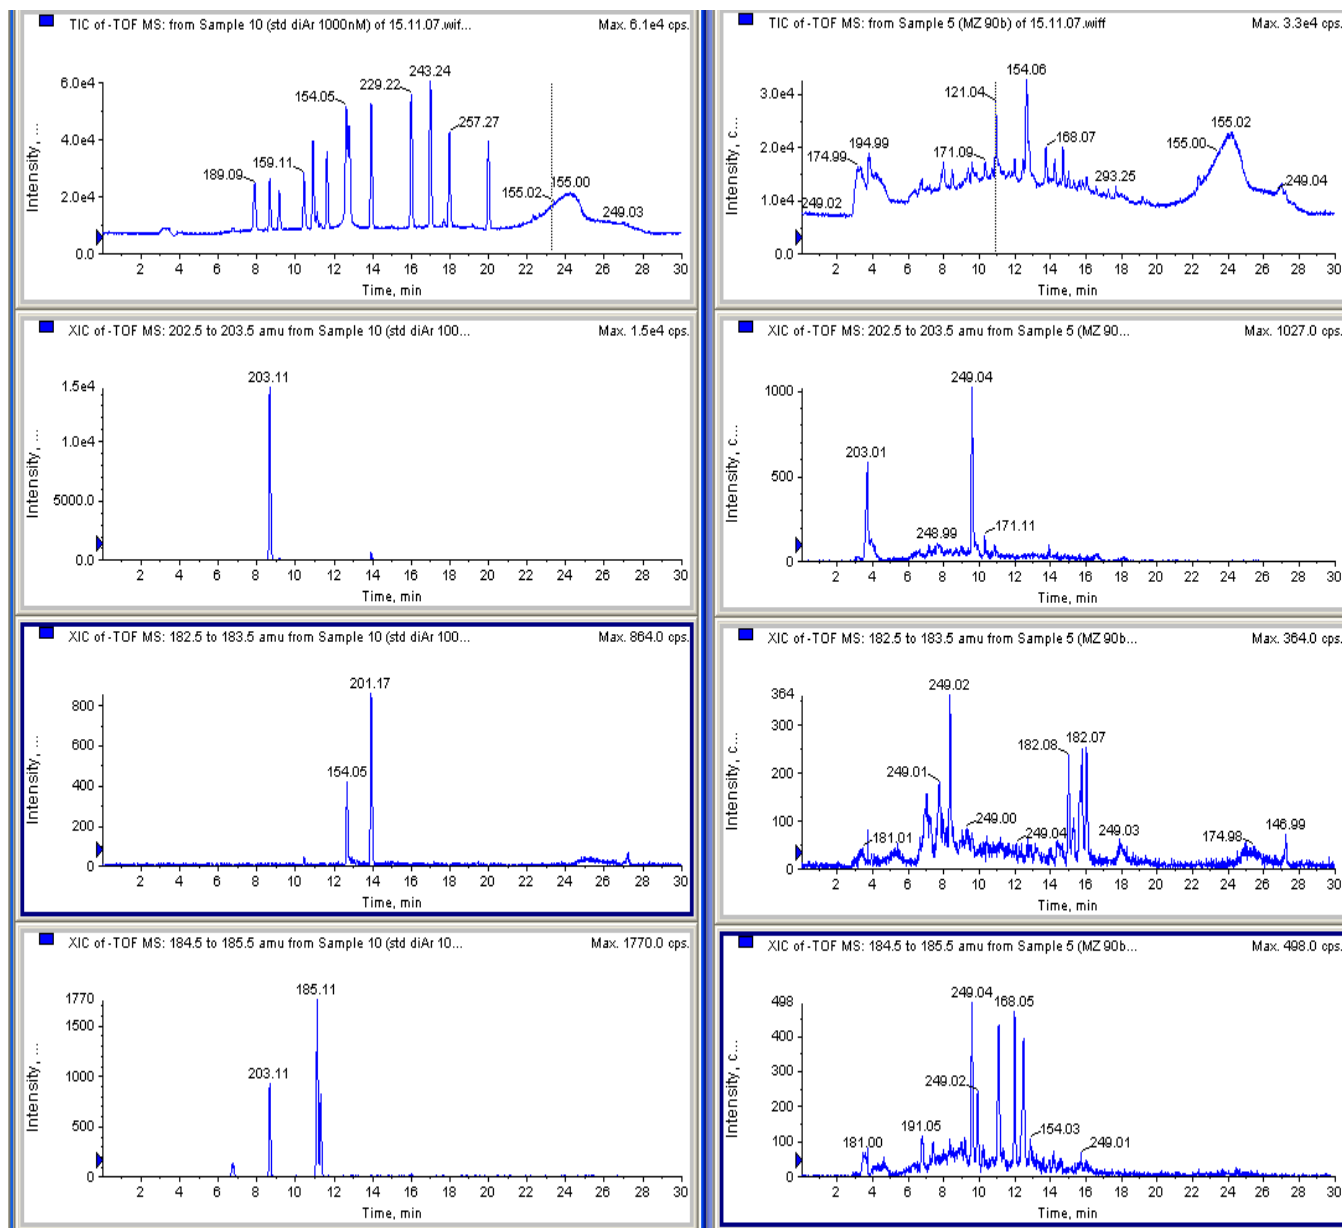 TIC of -TOF MS: from Sample 10 (std diAr 1000nM) of 15.11.07.wif... Max. 6.1e4 cps.
243.24
6.0e4
154.05 229.22
4.0e4
257.27
159.11
189.09
2.0e4
155.02 155.00
249.03
0.0
2 4 6 8 10 12 14 16 18 20 22 24 26 28 30
Time, min
Intensity, ...
XIC of -TOF MS: 202.5 to 203.5 amu from Sample 10 (std diAr 100... Max. 1.5e4 cps.
203.11
1.5e4
1.0e4
5000.0
0.0
2 4 6 8 10 12 14 16 18 20 22 24 26 28 30
Time, min
Intensity, ...
XIC of -TOF MS: 182.5 to 183.5 amu from Sample 10 (std diAr 100... Max. 864.0 cps.
201.17
800
600
154.05
400
200
0
2 4 6 8 10 12 14 16 18 20 22 24 26 28 30
Time, min
Intensity, ...
XIC of -TOF MS: 184.5 to 185.5 amu from Sample 10 (std diAr 10... Max. 1770.0 cps.
185.11
1770
1500
203.11
1000
500
0
2 4 6 8 10 12 14 16 18 20 22 24 26 28 30
Time, min
Intensity, ...
TIC of -TOF MS: from Sample 5 (MZ 90b) of 15.11.07.wiff Max. 3.3e4 cps.
154.06
121.04
3.0e4
155.02
194.99 168.07 155.00
174.99 171.09
2.0e4
293.25 249.04
1.0e4
249.02
0.0
2 4 6 8 10 12 14 16 18 20 22 24 26 28 30
Time, min
Intensity, c...
XIC of -TOF MS: 202.5 to 203.5 amu from Sample 5 (MZ 90... Max. 1027.0 cps.
249.04
1000
203.01
500
248.99 171.11
0
2 4 6 8 10 12 14 16 18 20 22 24 26 28 30
Time, min
Intensity, c...
XIC of -TOF MS: 182.5 to 183.5 amu from Sample 5 (MZ 90b... Max. 364.0 cps.
249.02
364
300
182.08 182.07
249.01
200
100
181.01 249.00 249.04 249.03 174.98 146.99
0
2 4 6 8 10 12 14 16 18 20 22 24 26 28 30
Time, min
Intensity, c...
XIC of -TOF MS: 184.5 to 185.5 amu from Sample 5 (MZ 90b... Max. 498.0 cps.
249.04 168.05
498
400
300
249.02
200
191.05 154.03
100
181.00 249.01
0
2 4 6 8 10 12 14 16 18 20 22 24 26 28 30
Time, min
Intensity, c...